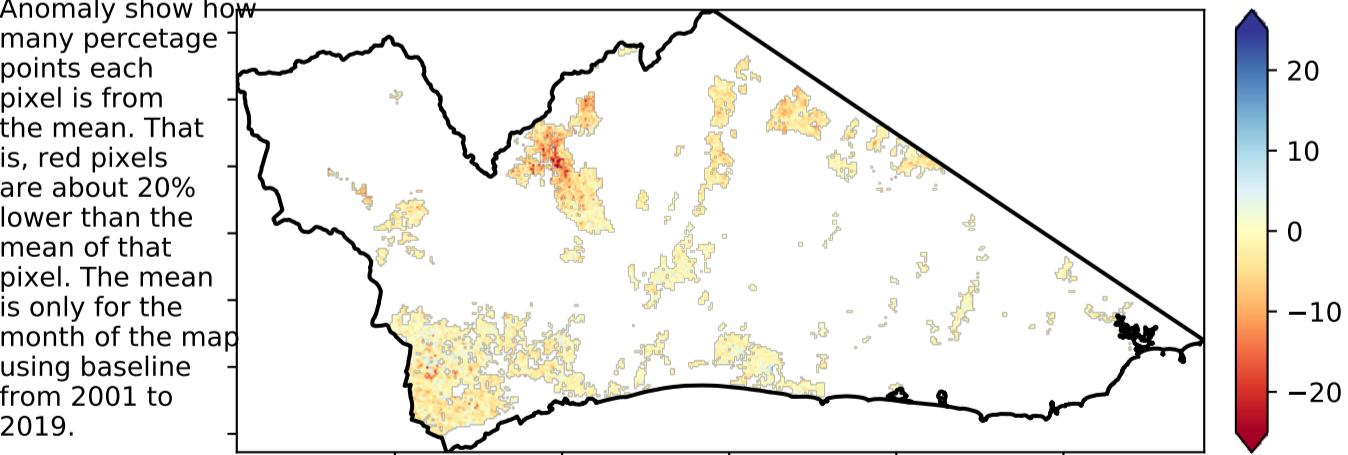 Anomaly show how
many percetage
points each
pixel is from
the mean. That
is, red pixels
are about 20%
lower than the
mean of that
pixel. The mean
is only for the
month of the map
using baseline
from 2001 to
2019.
20
10
0
−10
−20